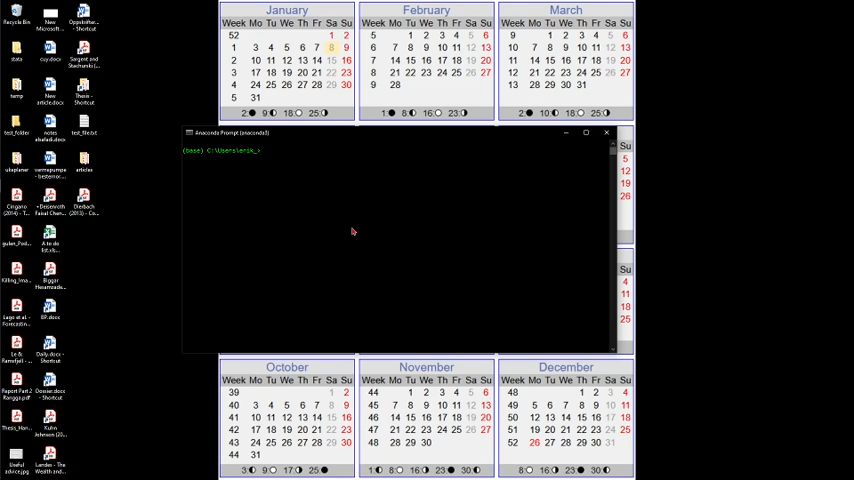 Recycle Bin
New Microsoft ...
Oppskrifter... - Shortcut
stata
cuy.docx
Sargent and Stachurski (...
temp
New article.docx
Thesis - Shortcut
test_folder
notes abafadi.docx
test_file.txt
ukeplaner
varmepumpe - bestemor...
articles
Cingano (2014) - T...
+Deisenroth Faisal Chen...
Dierbach (2013) - Co...
gulen_Pod...
A to do list.xls...
Killing_Ima...
Biggar Hesamzade...
Lago et al. - Forecastin...
BP.docx
Le & Ramsfjell - ...
Daily.docx - Shortcut
Raport Part 2 Rangga.pdf
Dossier.docx - Shortcut
Thesis_Han...
Kuhn Johnson (20...
Useful advice.jpg
Landes - The Wealth and...
January
Week Mo Tu We Th Fr Sa Su
52 1 2
1 3 4 5 6 7 8 9
2 10 11 12 13 14 15 16
3 17 18 19 20 21 22 23
4 24 25 26 27 28 29 30
5 31
2: 9: 18: 25:
February
Week Mo Tu We Th Fr Sa Su
5 1 2 3 4 5 6
6 7 8 9 10 11 12 13
7 14 15 16 17 18 19 20
8 21 22 23 24 25 26 27
9 28
1: 8: 16: 23:
March
Week Mo Tu We Th Fr Sa Su
9 1 2 3 4 5 6
10 7 8 9 10 11 12 13
11 14 15 16 17 18 19 20
12 21 22 23 24 25 26 27
13 28 29 30 31
2: 10: 18: 25:
Anaconda Prompt (anaconda3)
(base) C:\Users\erik_>
Su
5
12
19
26
Su
4
11
18
25
October
Week Mo Tu We Th Fr Sa Su
39 1 2
40 3 4 5 6 7 8 9
41 10 11 12 13 14 15 16
42 17 18 19 20 21 22 23
43 24 25 26 27 28 29 30
44 31
3: 9: 17: 25:
November
Week Mo Tu We Th Fr Sa Su
44 1 2 3 4 5 6
45 7 8 9 10 11 12 13
46 14 15 16 17 18 19 20
47 21 22 23 24 25 26 27
48 28 29 30
1: 8: 16: 23: 30:
December
Week Mo Tu We Th Fr Sa Su
48 1 2 3 4
49 5 6 7 8 9 10 11
50 12 13 14 15 16 17 18
51 19 20 21 22 23 24 25
52 26 27 28 29 30 31
8: 16: 23: 30: